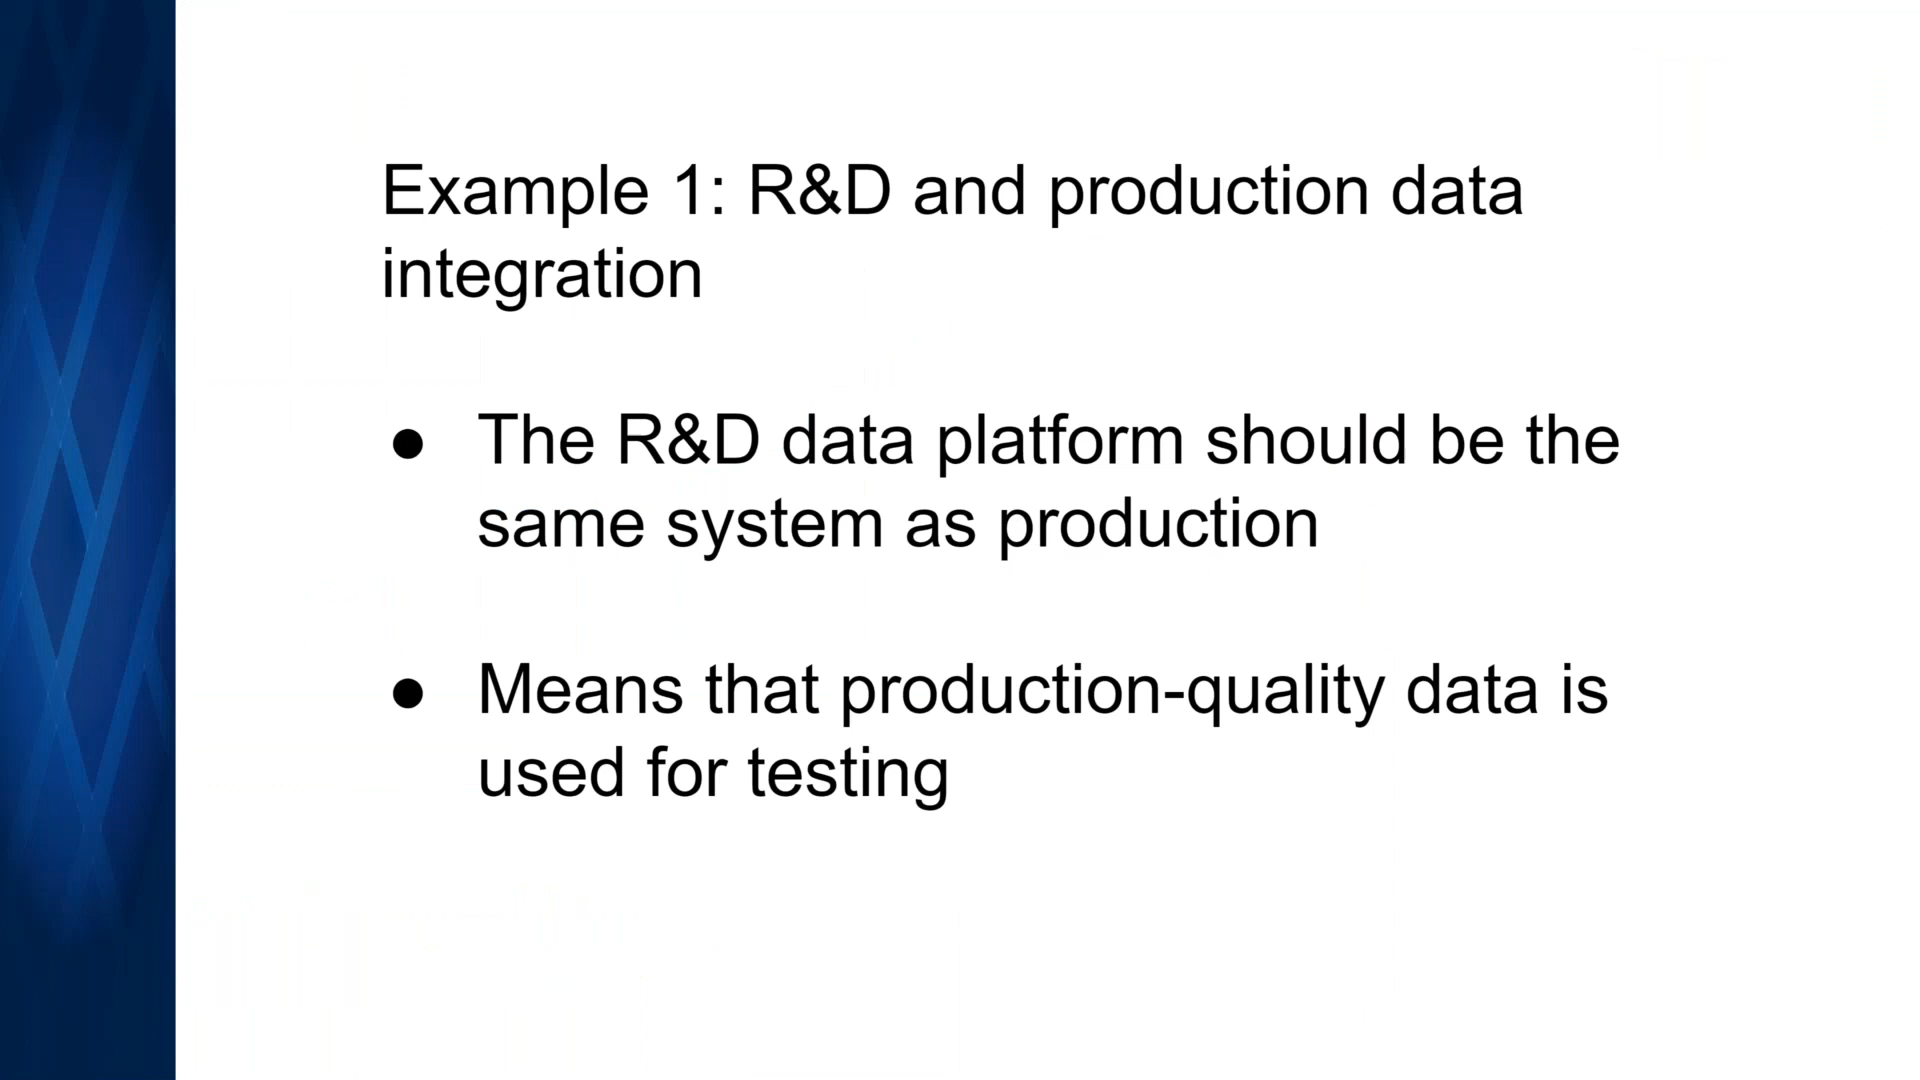 Example 1: R&D and production data
integration
● The R&D data platform should be the
same system as production
● Means that production-quality data is
used for testing